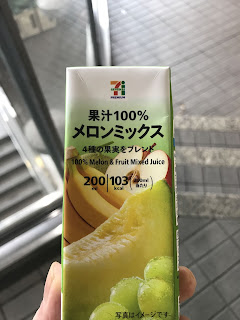 7i
PREMIUM
果汁100%
メロンミックス
4種の果実をブレンド
100% Melon & Fruit Mixed Juice
200ml 103kcal
写真はイメージです。